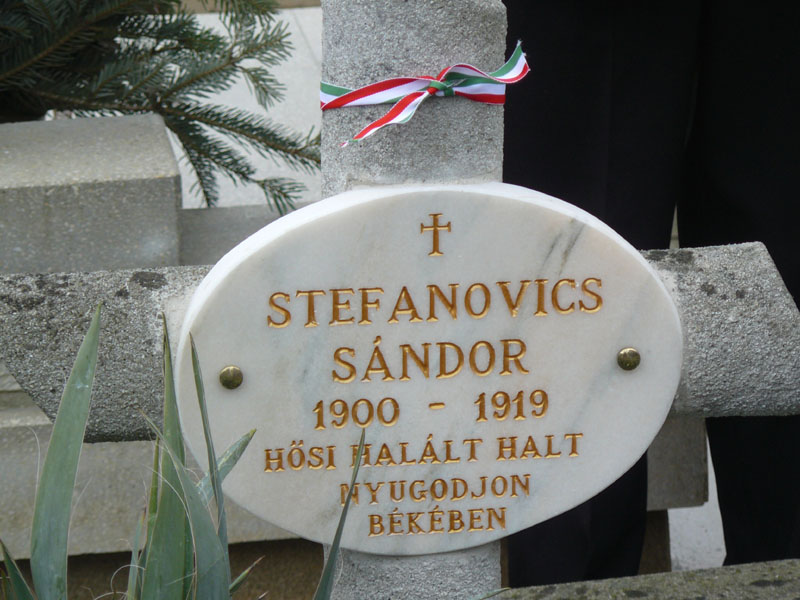 STEFANOVICS
SÁNDOR
1900 - 1919
HŐSI HALÁLT HALT
NYUGODJON
BÉKÉBEN